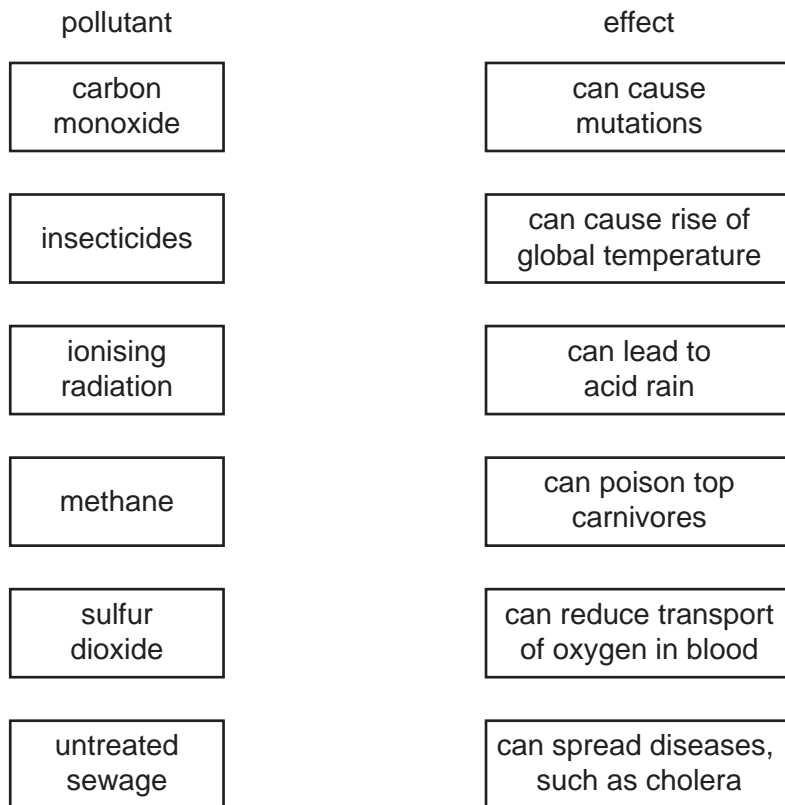 pollutant
effect
carbon
monoxide
can cause
mutations
insecticides
can cause rise of
global temperature
ionising
radiation
can lead to
acid rain
methane
can poison top
carnivores
sulfur
dioxide
can reduce transport
of oxygen in blood
untreated
sewage
can spread diseases,
such as cholera